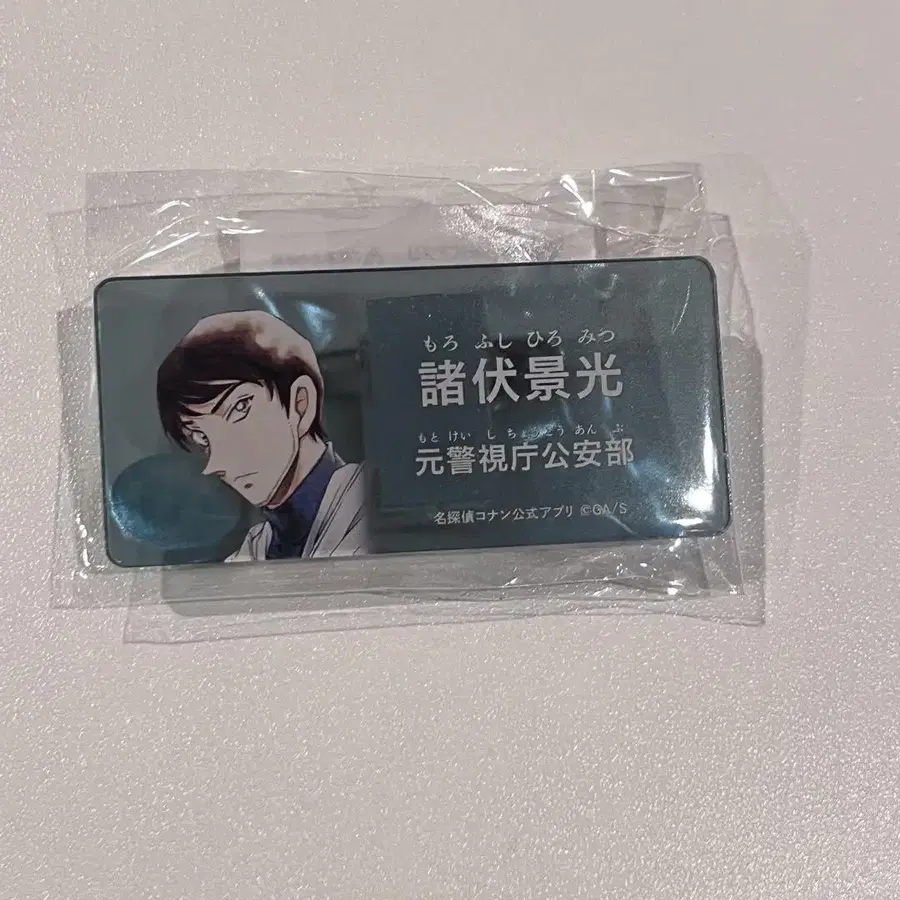 もろ ふし ひろ みつ
諸伏景光
もと けい し ちょうこう あん ぶ
元警視庁公安部
名探偵コナン公式アプリ ©GA/S